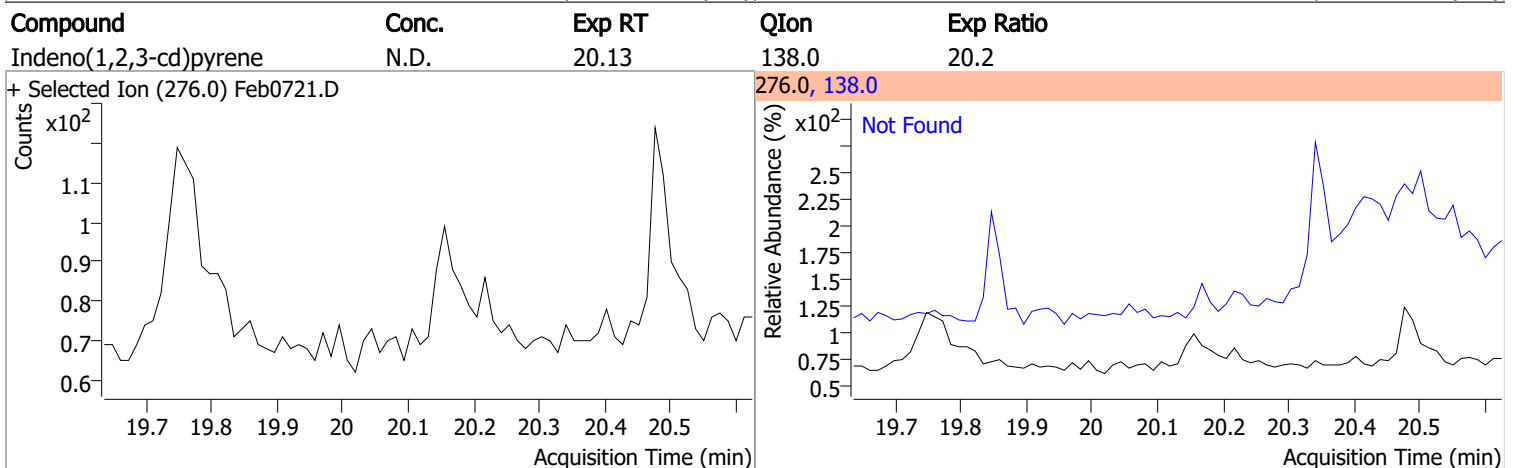 Compound Conc. Exp RT QIon Exp Ratio
Indeno(1,2,3-cd)pyrene N.D. 20.13 138.0 20.2
+ Selected Ion (276.0) Feb0721.D
Counts
x10²
1.1
1
0.9
0.8
0.7
0.6
19.7 19.8 19.9 20 20.1 20.2 20.3 20.4 20.5
Acquisition Time (min)
276.0, 138.0
Relative Abundance (%)
x10²
Not Found
2.5
2.25
2
1.75
1.5
1.25
1
0.75
0.5
19.7 19.8 19.9 20 20.1 20.2 20.3 20.4 20.5
Acquisition Time (min)